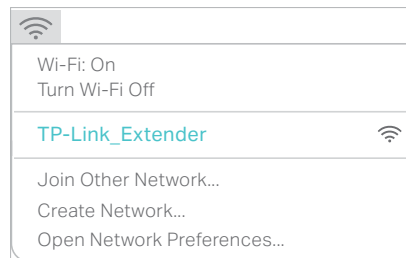 Wi-Fi: On
Turn Wi-Fi Off
TP-Link_Extender
Join Other Network...
Create Network...
Open Network Preferences...